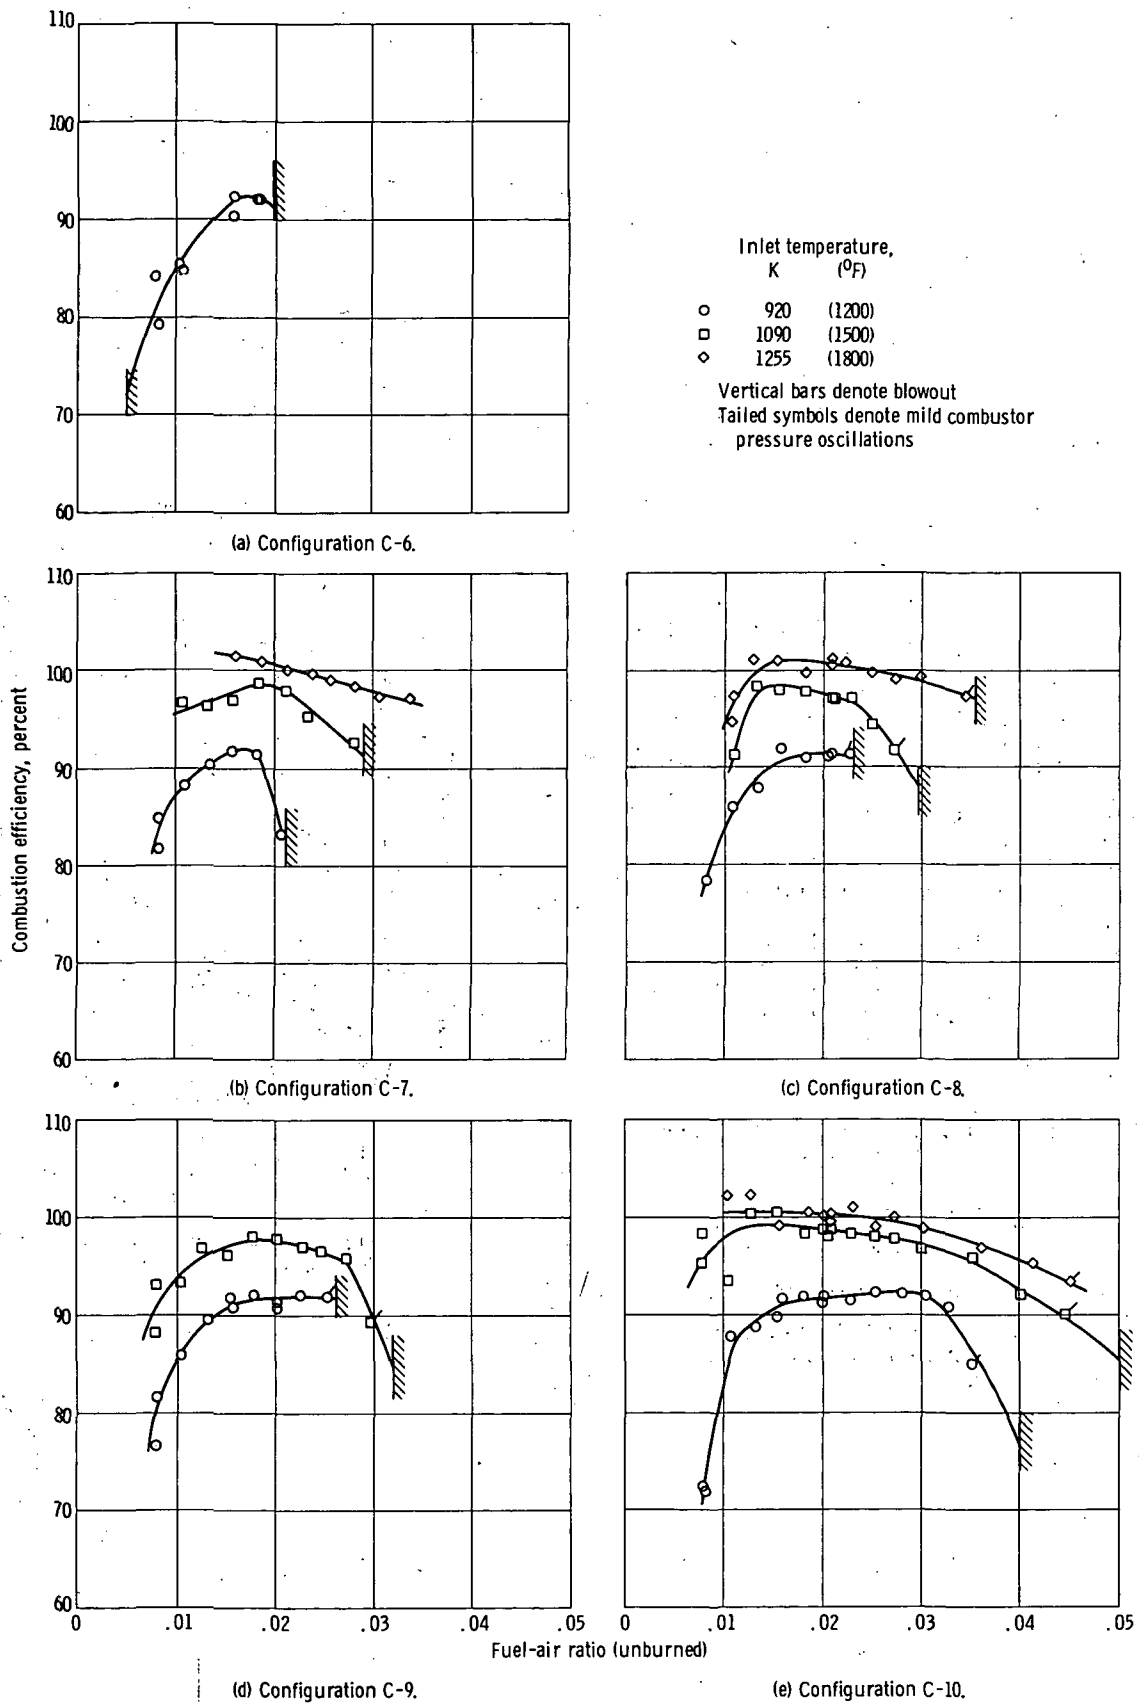 110
100
90
80
70
60
(a) Configuration C-6.
Inlet temperature,
K (°F)
920 (1200)
1090 (1500)
1255 (1800)
Vertical bars denote blowout
Tailed symbols denote mild combustor
pressure oscillations
Combustion efficiency, percent
110
100
90
80
70
60
(b) Configuration C-7.
(c) Configuration C-8.
110
100
90
80
70
60
0 .01 .02 .03 .04 .05
0 .01 .02 .03 .04 .05
Fuel-air ratio (unburned)
(d) Configuration C-9.
(e) Configuration C-10.